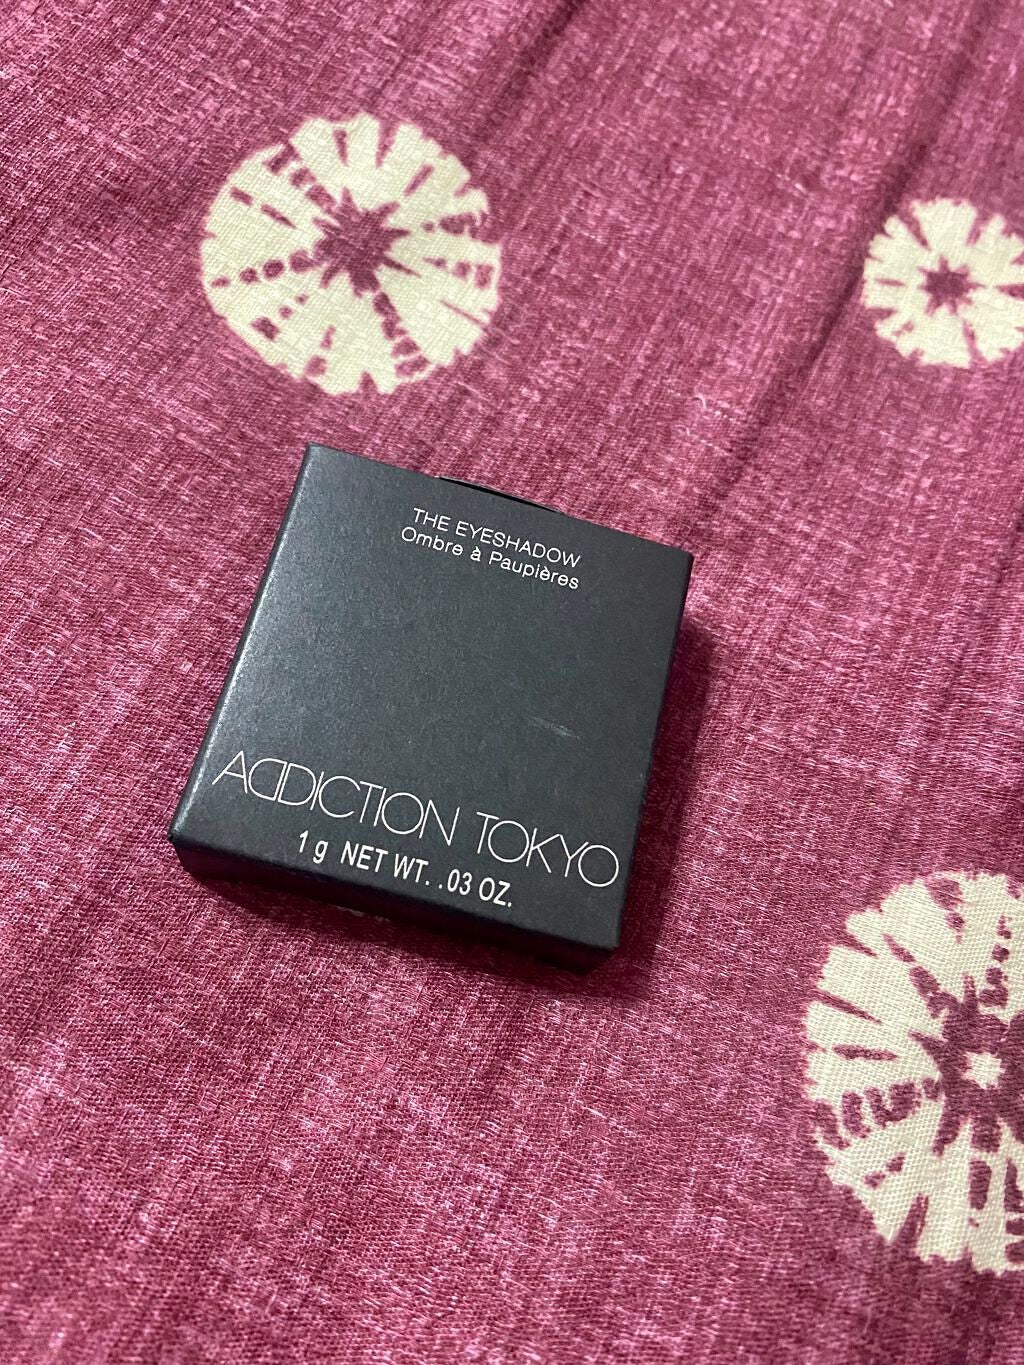 THE EYESHADOW
Ombre à Paupières
ADDICTION TOKYO
1 g NET WT. .03 OZ.